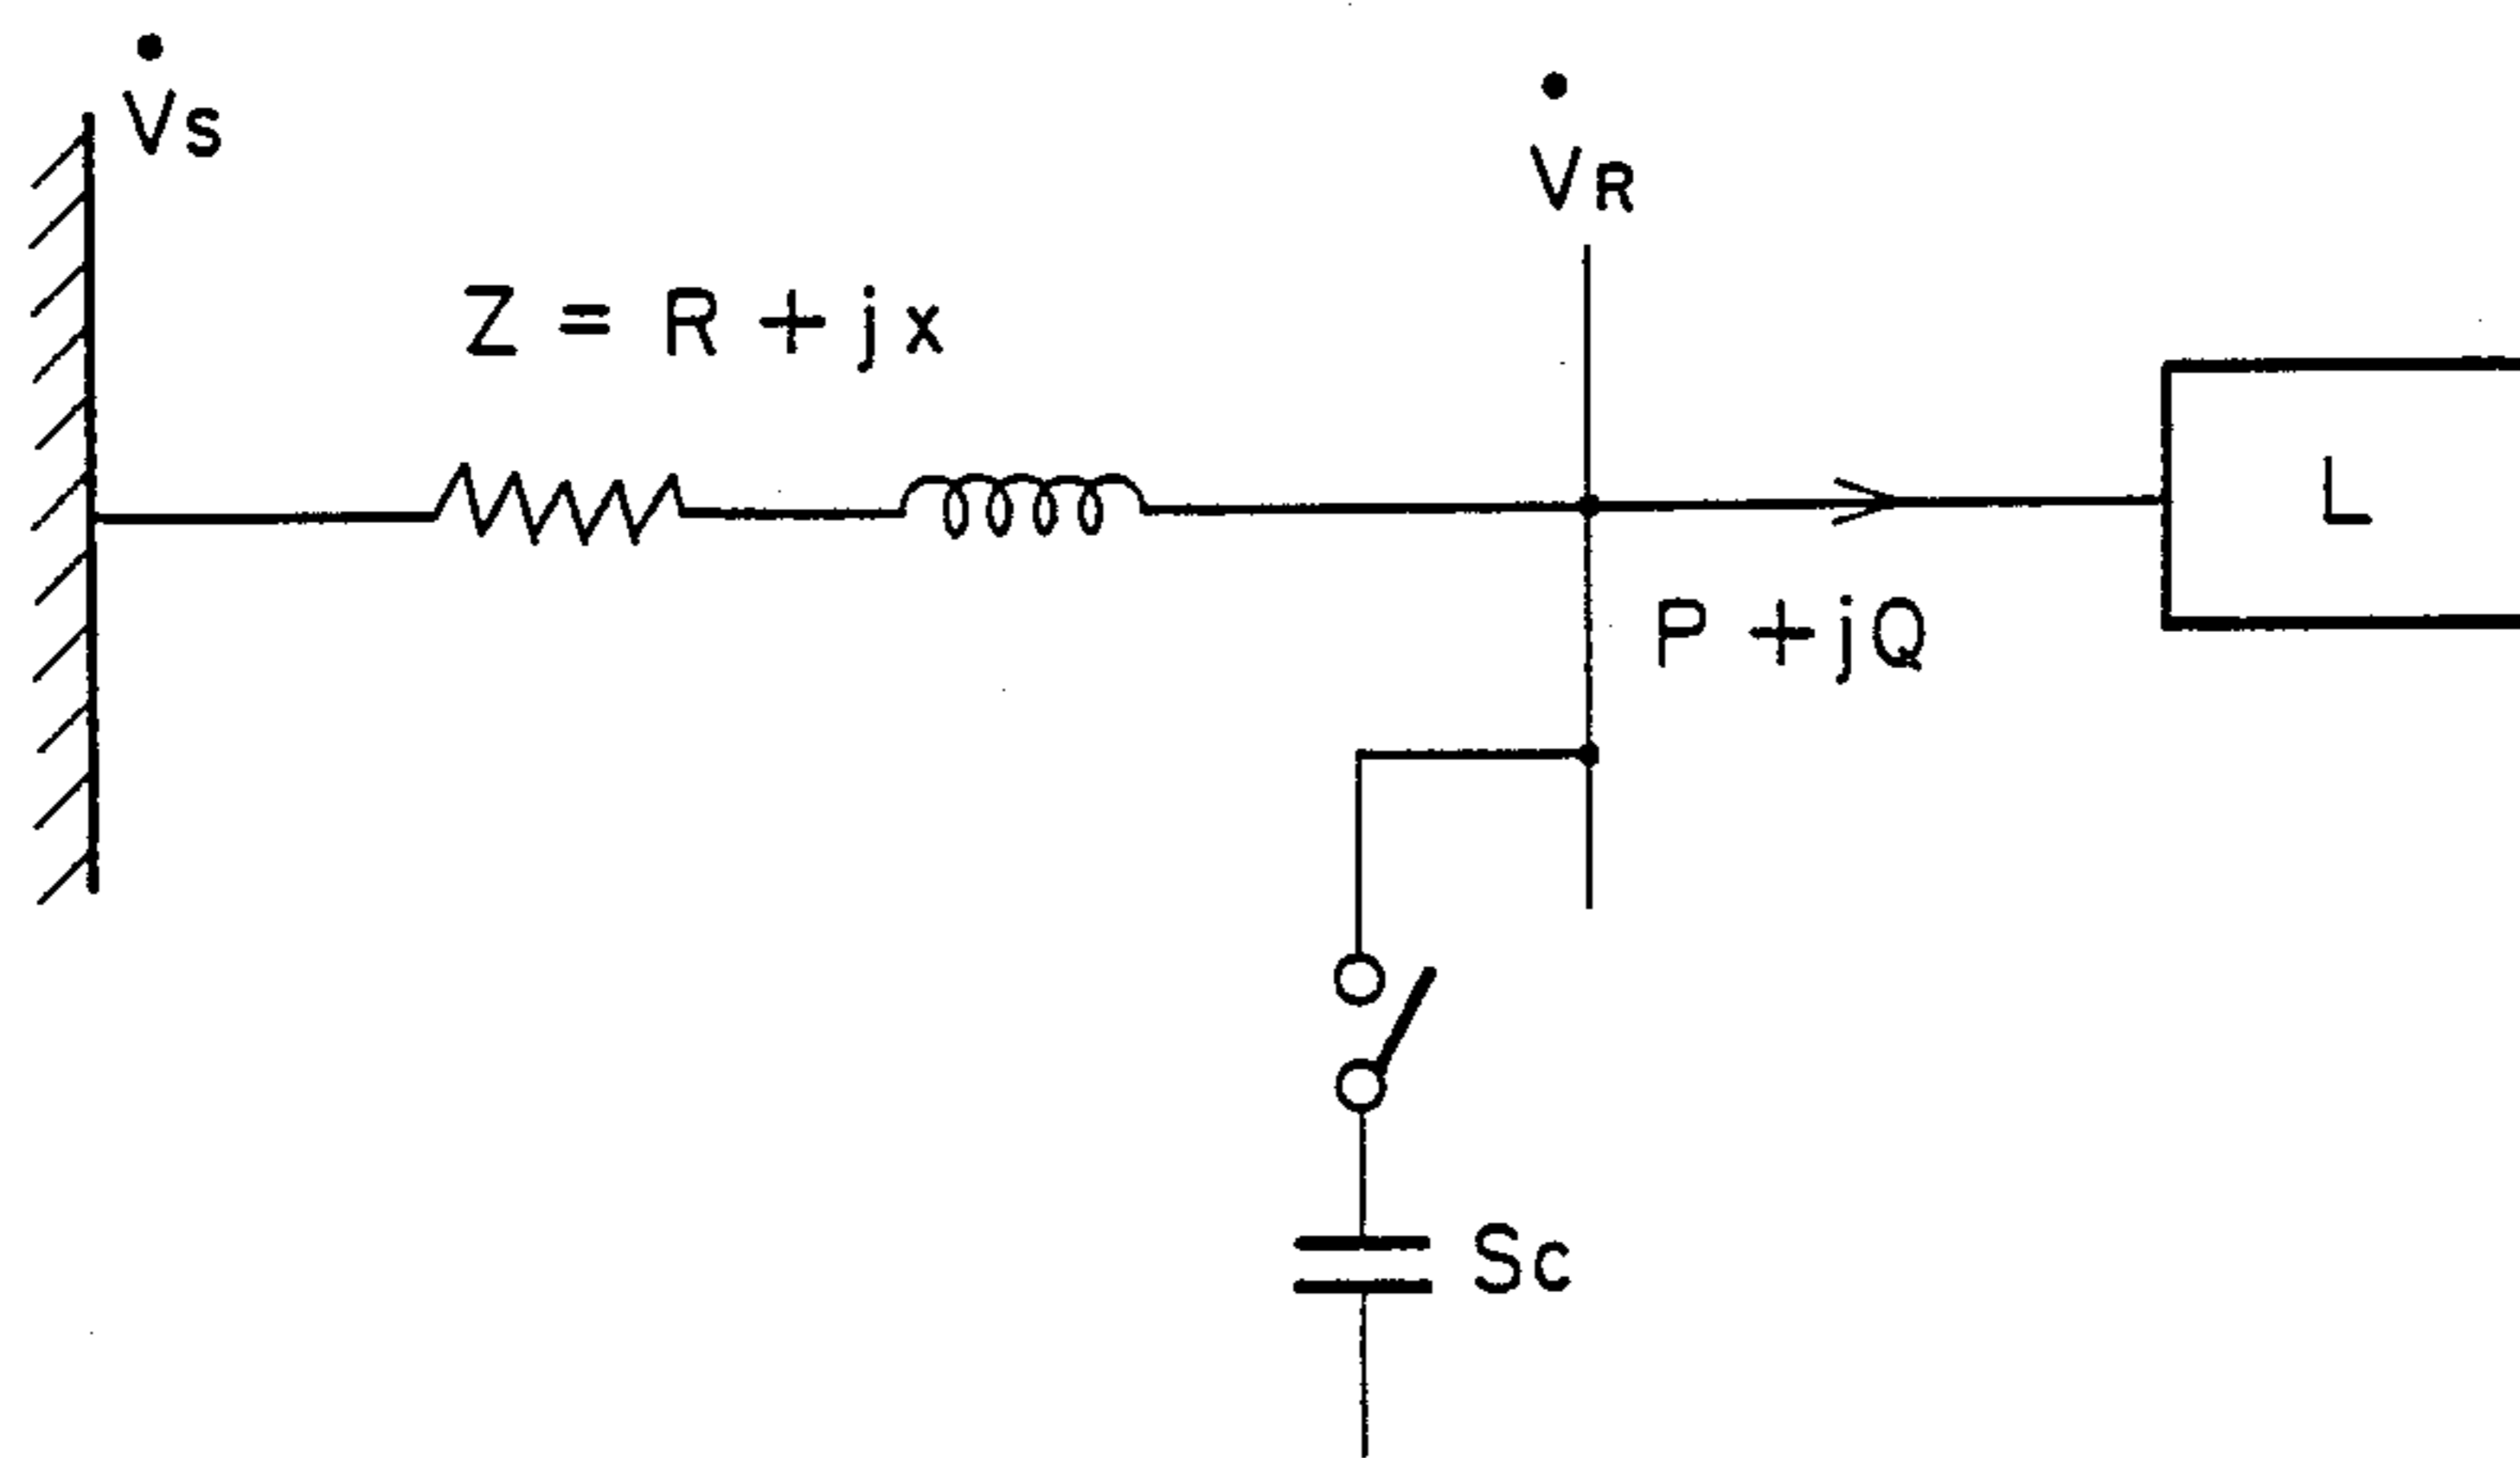 V̇s
V̇R
Z = R + jx
L
P + jQ
Sc